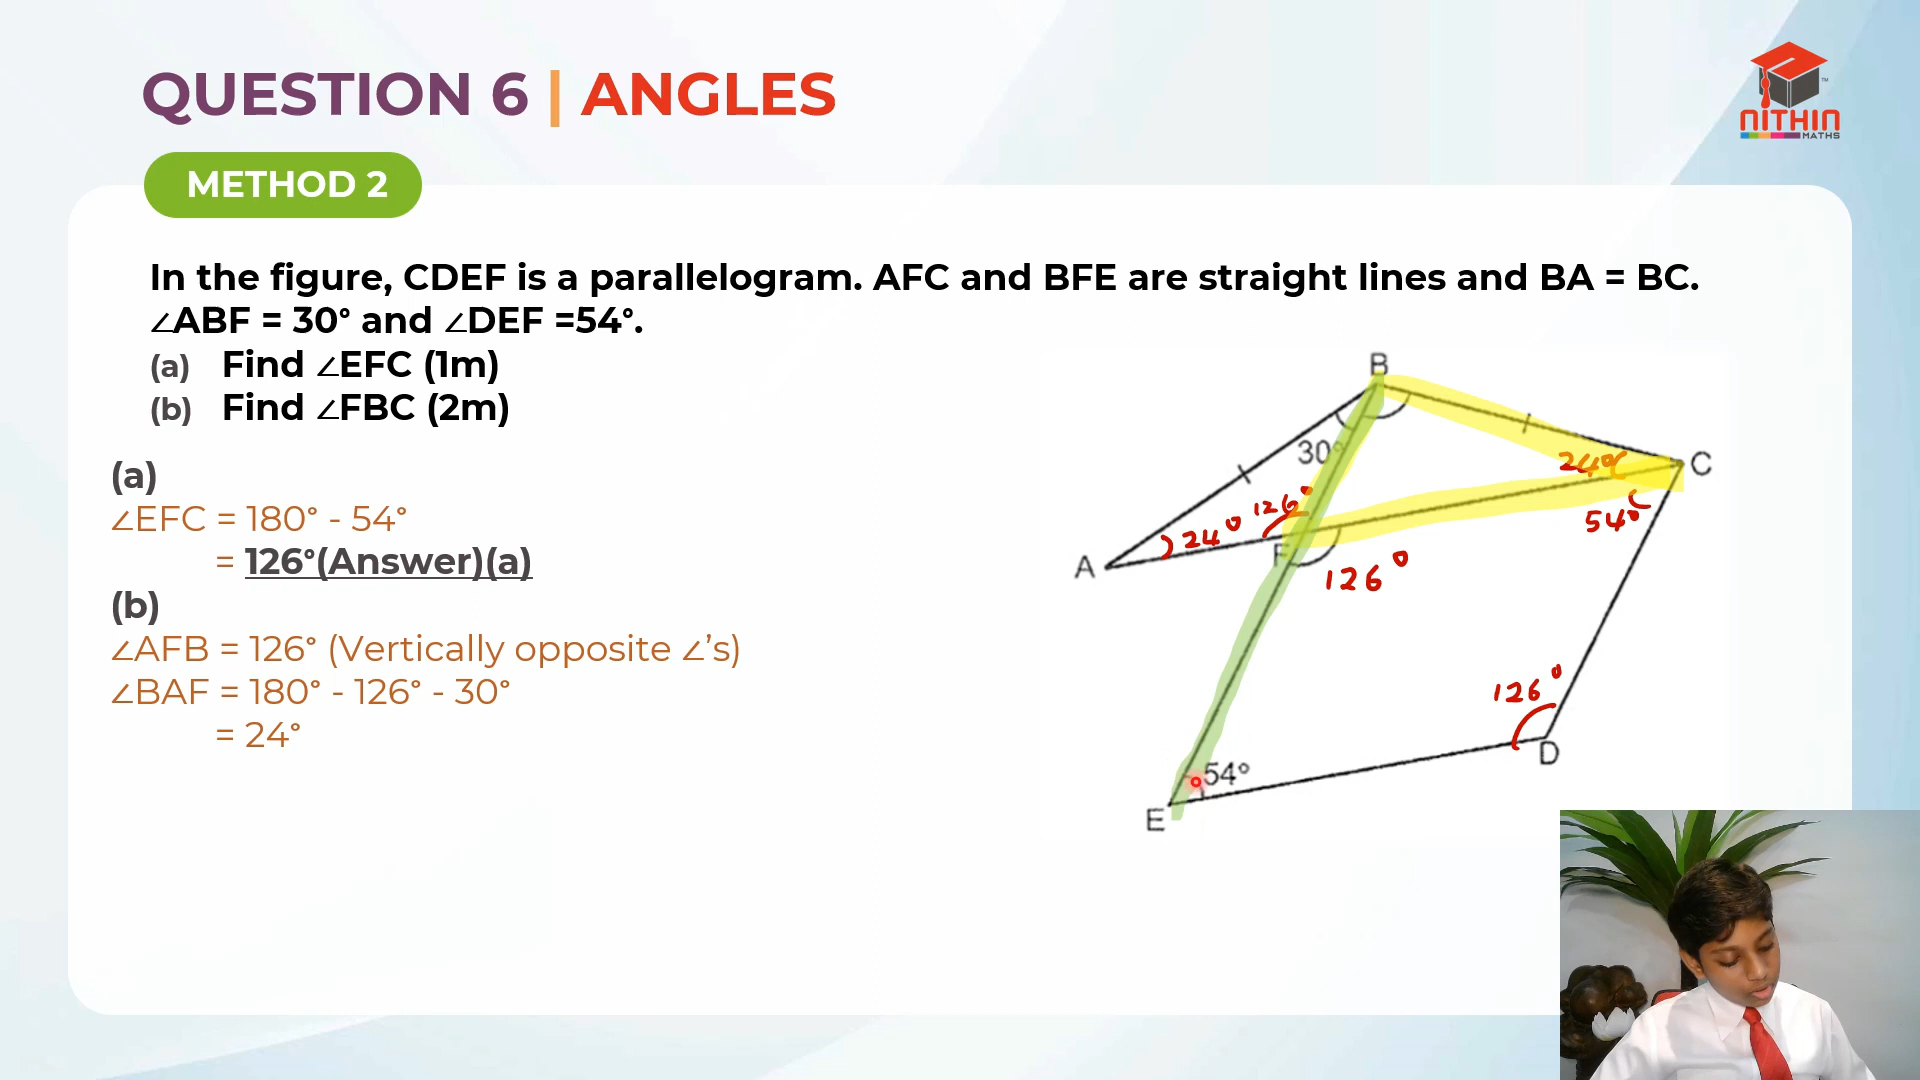 QUESTION 6 | ANGLES
NITHIN
MATHS
TM
METHOD 2
In the figure, CDEF is a parallelogram. AFC and BFE are straight lines and BA = BC.
∠ABF = 30° and ∠DEF =54°.
(a) Find ∠EFC (1m)
(b) Find ∠FBC (2m)
(a)
∠EFC = 180° - 54°
= 126°(Answer)(a)
(b)
∠AFB = 126° (Vertically opposite ∠’s)
∠BAF = 180° - 126° - 30°
= 24°
B
30°
24°
C
126°
54°
24°
A
F
126°
126°
D
54°
E